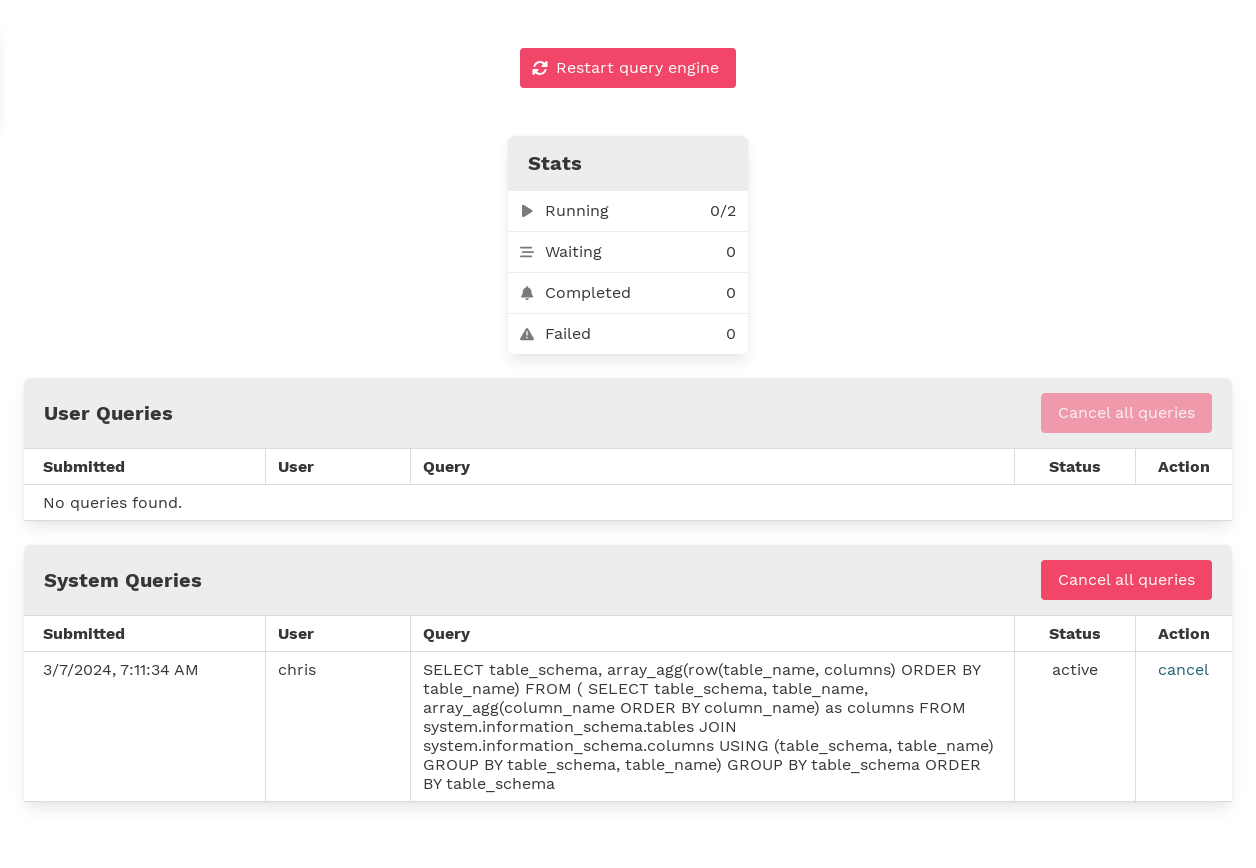 Restart query engine
Stats
Running 0/2
Waiting 0
Completed 0
Failed 0
User Queries Cancel all queries
Submitted User Query Status Action
No queries found.
System Queries Cancel all queries
Submitted User Query Status Action
3/7/2024, 7:11:34 AM chris SELECT table_schema, array_agg(row(table_name, columns) ORDER BY active cancel
table_name) FROM ( SELECT table_schema, table_name,
array_agg(column_name ORDER BY column_name) as columns FROM
system.information_schema.tables JOIN
system.information_schema.columns USING (table_schema, table_name)
GROUP BY table_schema, table_name) GROUP BY table_schema ORDER
BY table_schema